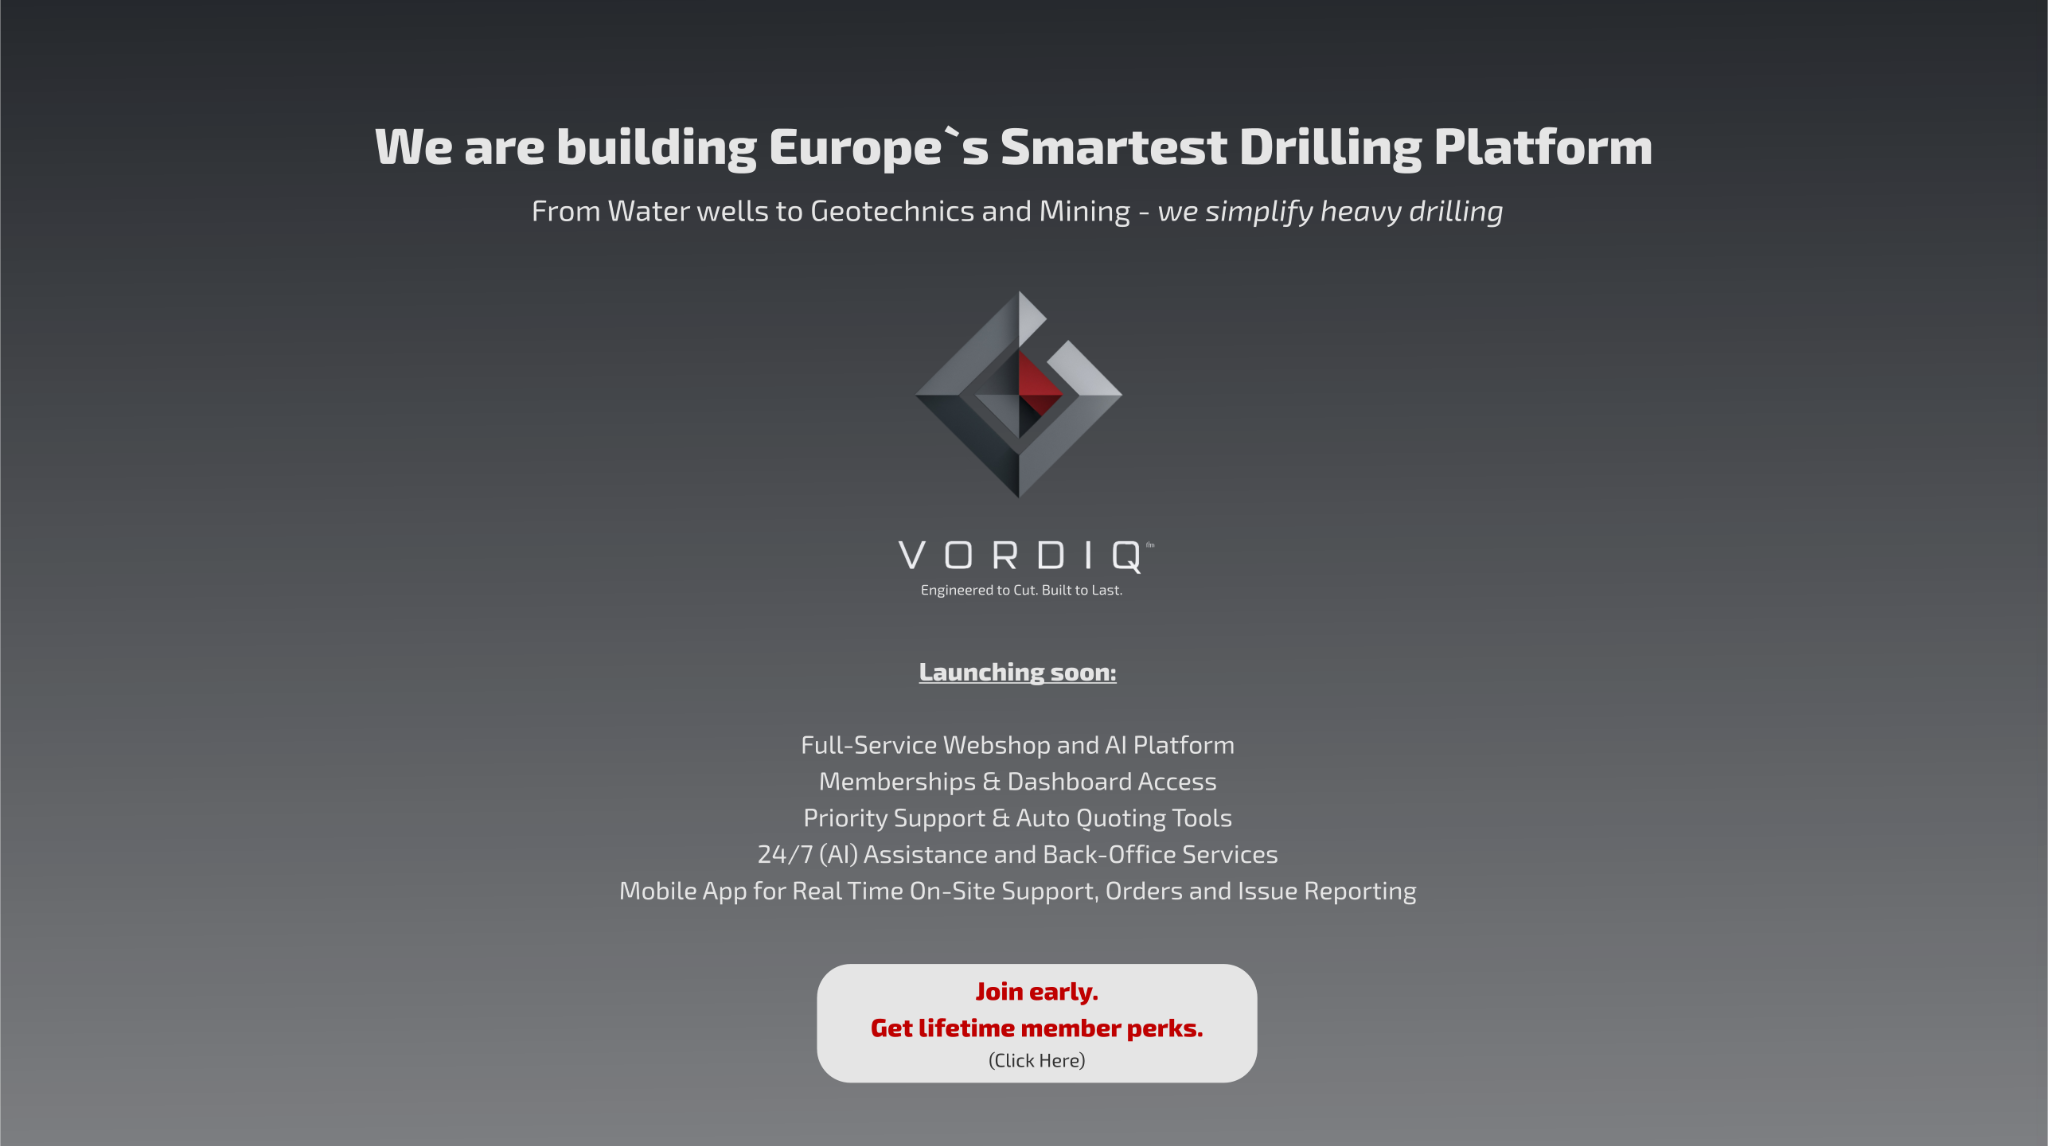 We are building Europe`s Smartest Drilling Platform
From Water wells to Geotechnics and Mining - we simplify heavy drilling
VORDIQ
Engineered to Cut. Built to Last.
Launching soon:
Full-Service Webshop and AI Platform
Memberships & Dashboard Access
Priority Support & Auto Quoting Tools
24/7 (AI) Assistance and Back-Office Services
Mobile App for Real Time On-Site Support, Orders and Issue Reporting
Join early.
Get lifetime member perks.
(Click Here)